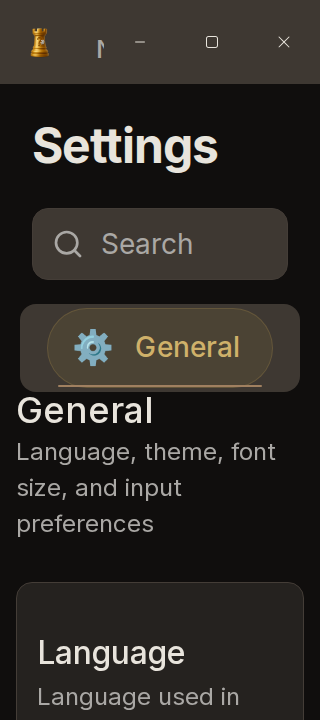 Settings
Search
General
General
Language, theme, font
size, and input
preferences
Language
Language used in